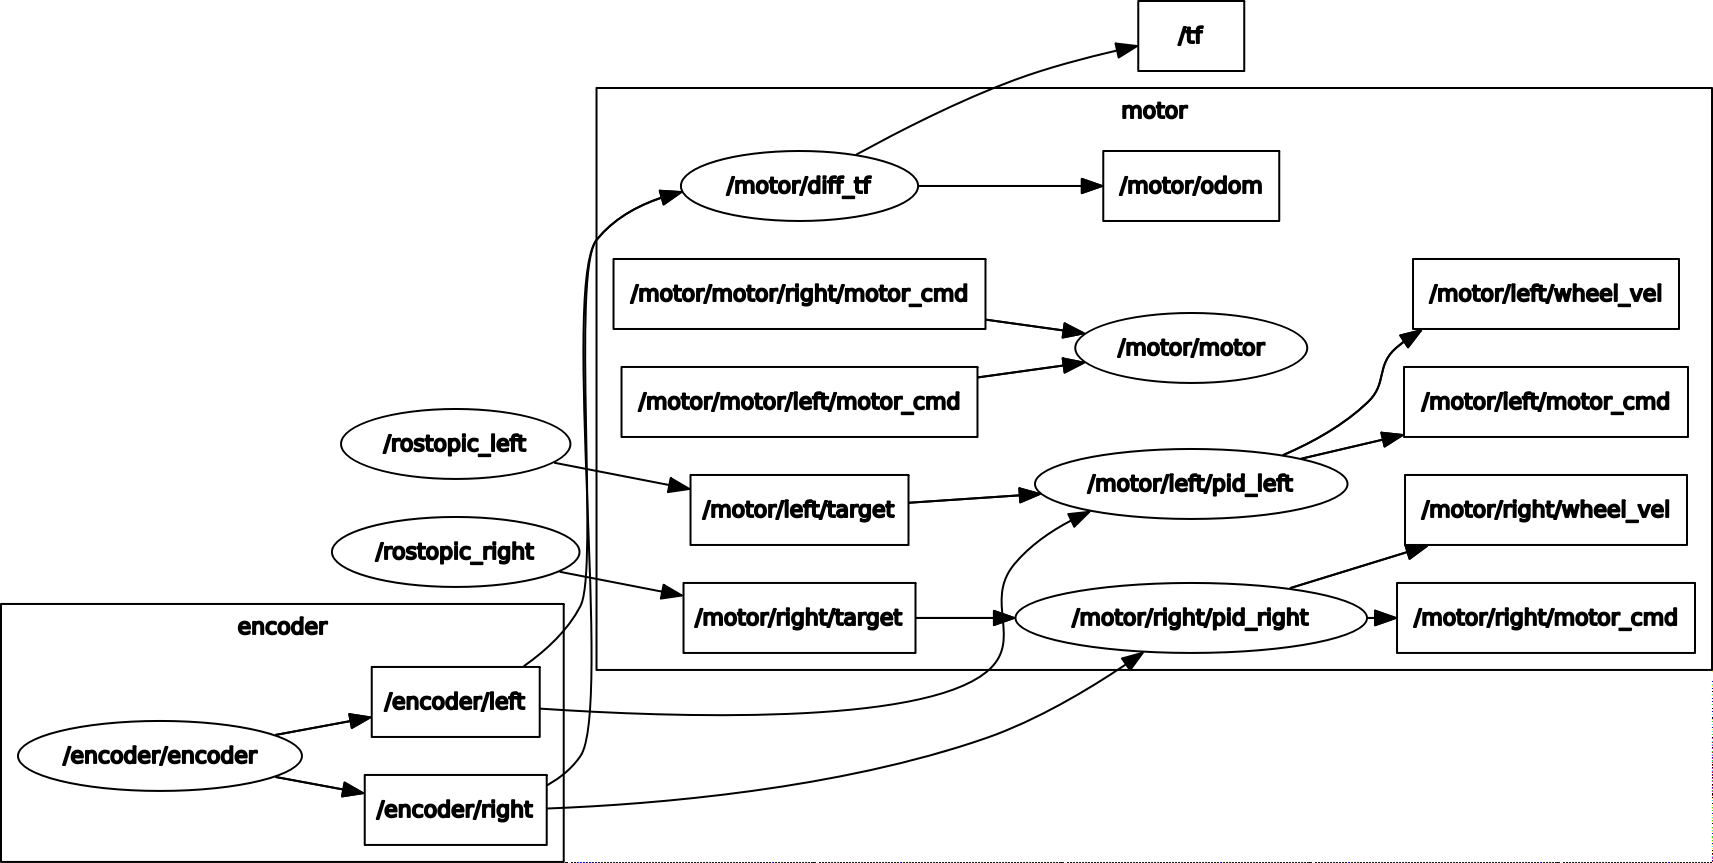 /tf
motor
/motor/diff_tf
/motor/odom
/motor/motor/right/motor_cmd
/motor/left/wheel_vel
/motor/motor
/motor/motor/left/motor_cmd
/motor/left/motor_cmd
/rostopic_left
/motor/left/pid_left
/motor/left/target
/motor/right/wheel_vel
/rostopic_right
/motor/right/target
/motor/right/pid_right
/motor/right/motor_cmd
encoder
/encoder/left
/encoder/encoder
/encoder/right